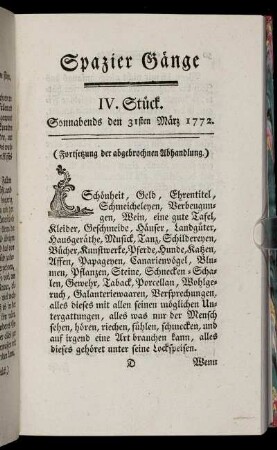 Spazier Gänge
IV. Stück.
Sonnabends den 31sten März 1772.
(Fortsetzung der abgebrochnen Abhandlung.)
Schönheit, Geld, Ehrentitel,
Schmeicheleyen, Verbeugun-
gen, Wein, eine gute Tafel,
Kleider, Geschmeide, Häuser, Landgüter,
Hausgeräthe, Musick, Tanz, Schildereyen,
Bücher, Kunstwerke, Pferde, Hunde, Katzen,
Affen, Papageyen, Canarienvögel, Blu-
men, Pflanzen, Steine, Schnecken-Scha-
len, Gewehr, Taback, Porcellan, Wohlge-
ruch, Galanteriewaaren, Versprechungen,
alles dieses mit allen seinen möglichen Un-
tergattungen, alles was nur der Mensch
sehen, hören, riechen, fühlen, schmecken, und
auf irgend eine Art brauchen kann, alles
dieses gehöret unter seine Lockspeisen.
D Wenn